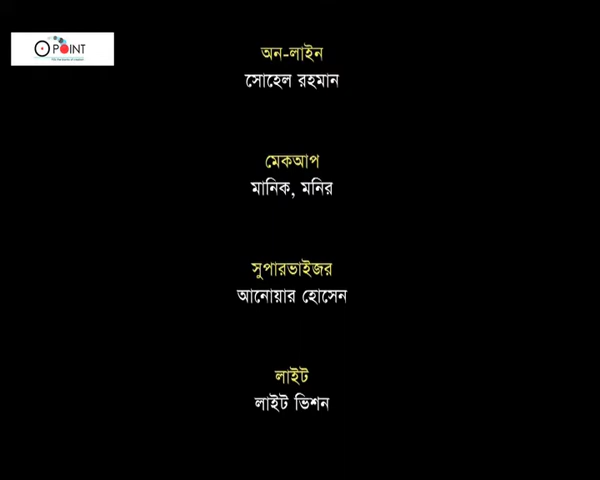 POINT
অন-লাইন
সোহেল রহমান
মেকআপ
মানিক, মনির
সুপারভাইজর
আনোয়ার হোসেন
লাইট
লাইট ভিশন